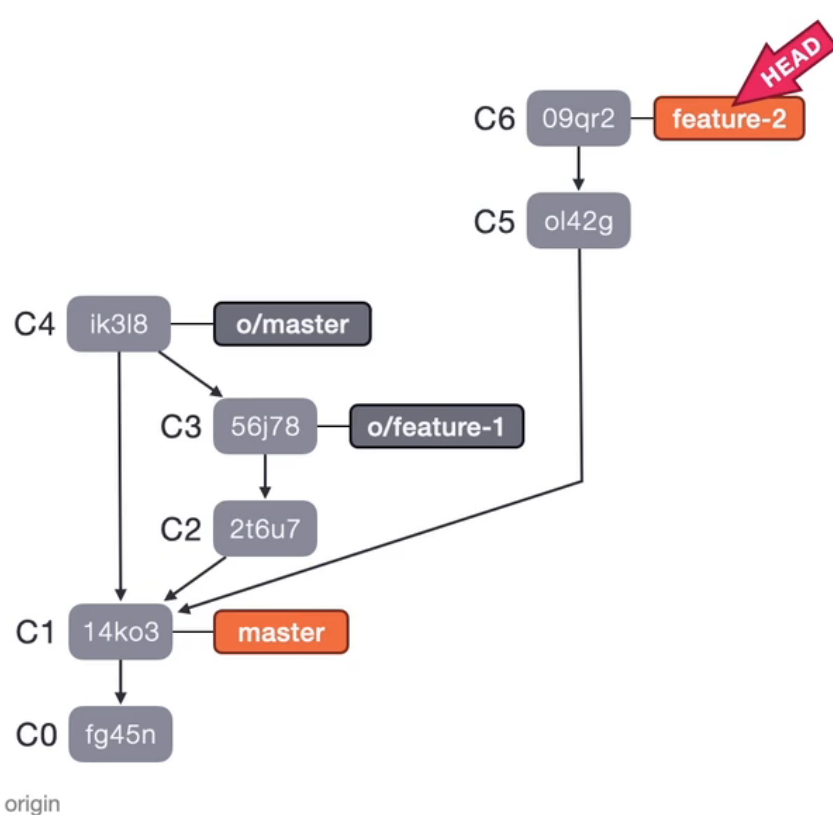 HEAD
C6 09qr2 feature-2
C5 ol42g
C4 ik3l8 o/master
C3 56j78 o/feature-1
C2 2t6u7
C1 14ko3 master
C0 fg45n
origin